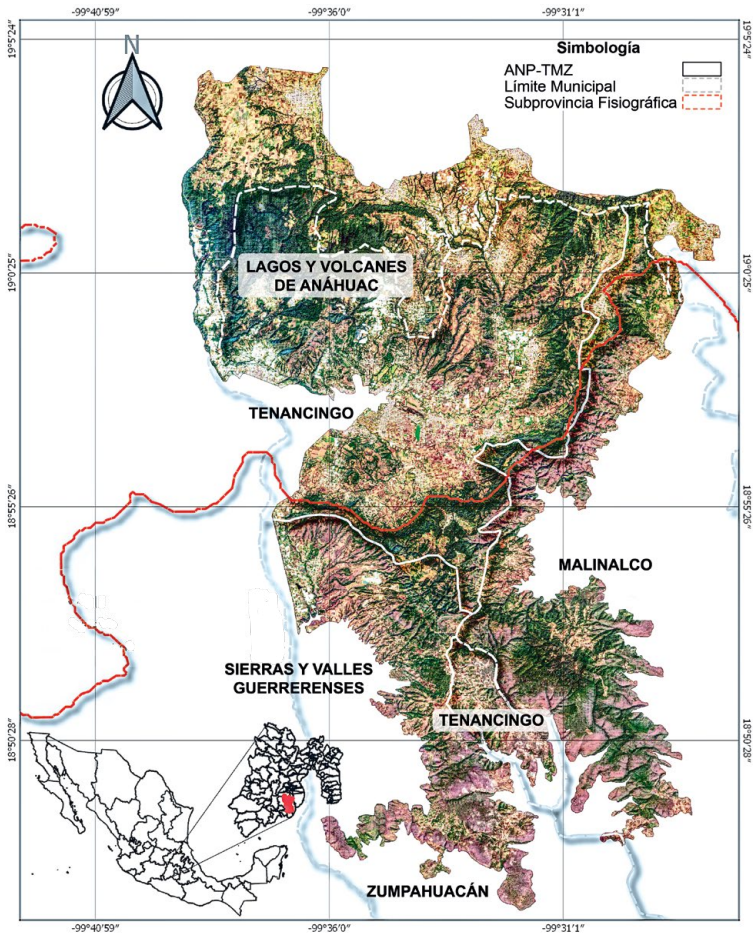 -99°40′59″ -99°36′0″ -99°31′1″
19°5′24″ 19°5′24″
N
Simbología
ANP-TMZ
Límite Municipal
Subprovincia Fisiográfica
19°0′25″ 19°0′25″
LAGOS Y VOLCANES
DE ANÁHUAC
TENANCINGO
18°55′26″ 18°55′26″
MALINALCO
SIERRAS Y VALLES
GUERRERENSES
TENANCINGO
18°50′28″ 18°50′28″
ZUMPAHUACÁN
-99°40′59″ -99°36′0″ -99°31′1″